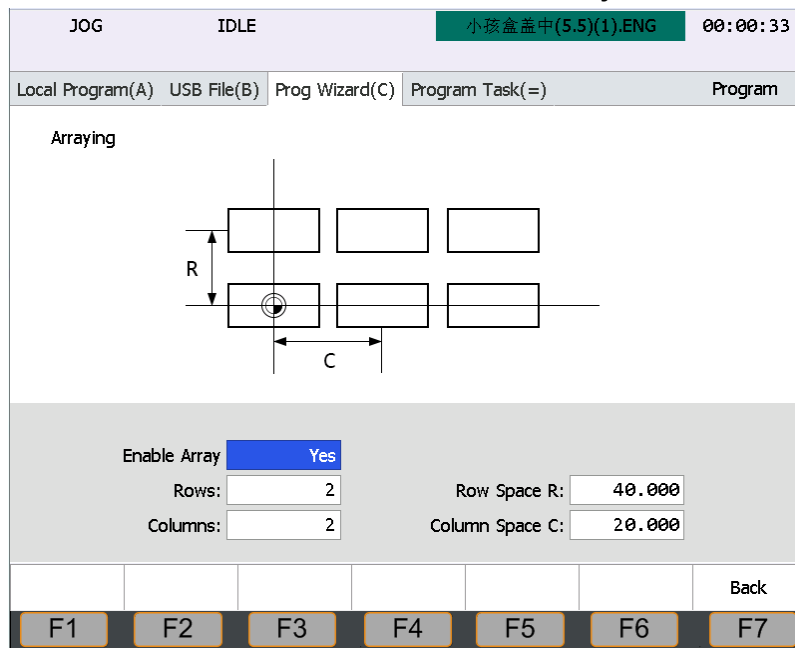 JOG IDLE 小孩盒盖中(5.5)(1).ENG 00:00:33
Local Program(A) USB File(B) Prog Wizard(C) Program Task(=) Program
Arraying
R
C
Enable Array Yes
Rows: 2 Row Space R: 40.000
Columns: 2 Column Space C: 20.000
Back
F1 F2 F3 F4 F5 F6 F7